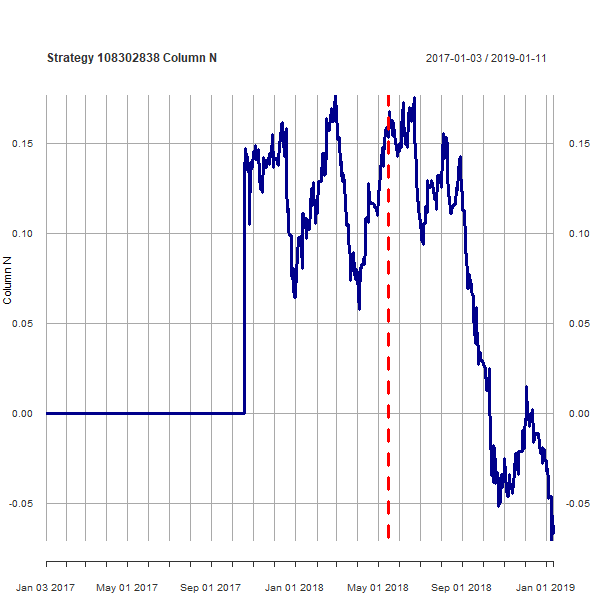 Strategy 108302838 Column N 2017-01-03 / 2019-01-11
0.15 0.15
0.10 0.10
Column N
0.05 0.05
0.00 0.00
-0.05 -0.05
Jan 03 2017 May 01 2017 Sep 01 2017 Jan 01 2018 May 01 2018 Sep 01 2018 Jan 01 2019